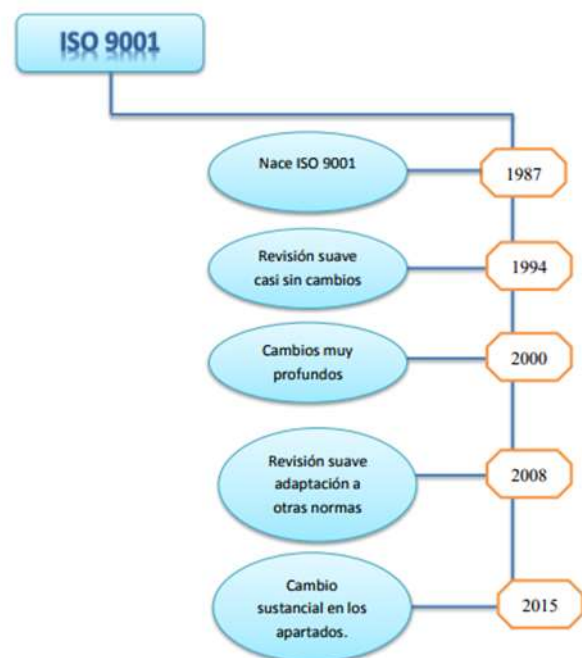 ISO 9001
Nace ISO 9001
1987
Revisión suave
casi sin cambios
1994
Cambios muy
profundos
2000
Revisión suave
adaptación a
otras normas
2008
Cambio
sustancial en los
apartados.
2015